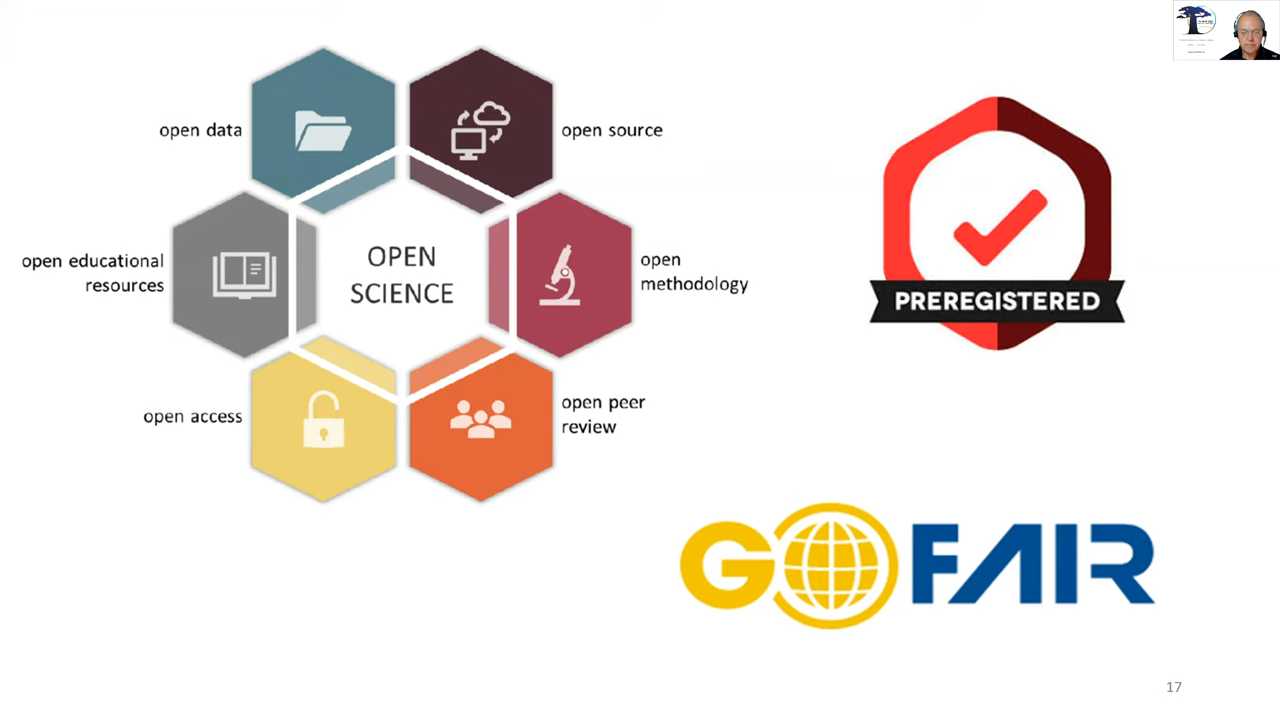 open data
open source
open educational
resources
OPEN
SCIENCE
open
methodology
open access
open peer
review
PREREGISTERED
GO FAIR
17